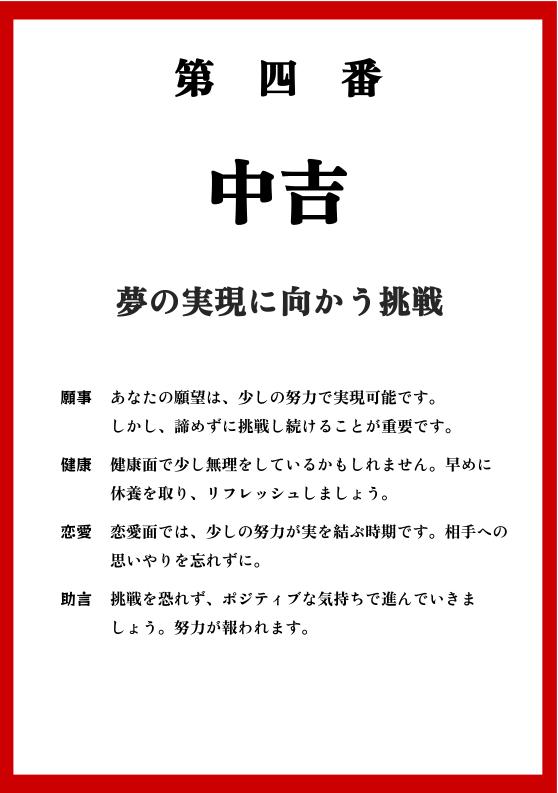 第 四 番
中吉
夢の実現に向かう挑戦
願事 あなたの願望は、少しの努力で実現可能です。
しかし、諦めずに挑戦し続けることが重要です。
健康 健康面で少し無理をしているかもしれません。早めに
休養を取り、リフレッシュしましょう。
恋愛 恋愛面では、少しの努力が実を結ぶ時期です。相手への
思いやりを忘れずに。
助言 挑戦を恐れず、ポジティブな気持ちで進んでいきま
しょう。努力が報われます。